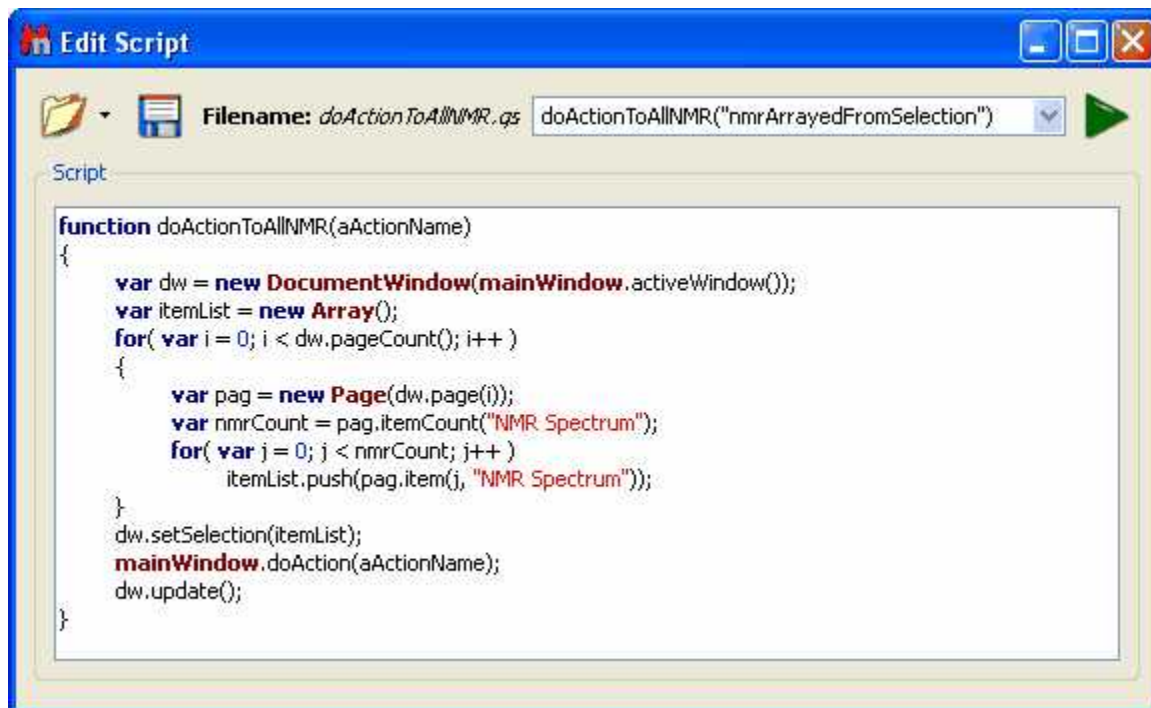 Edit Script
Filename: doActionToAllNMR.qs doActionToAllNMR("nmrArrayedFromSelection")
Script
function doActionToAllNMR(aActionName)
{
var dw = new DocumentWindow(mainWindow.activeWindow());
var itemList = new Array();
for( var i = 0; i < dw.pageCount(); i++ )
{
var pag = new Page(dw.page(i));
var nmrCount = pag.itemCount("NMR Spectrum");
for( var j = 0; j < nmrCount; j++ )
itemList.push(pag.item(j, "NMR Spectrum"));
}
dw.setSelection(itemList);
mainWindow.doAction(aActionName);
dw.update();
}